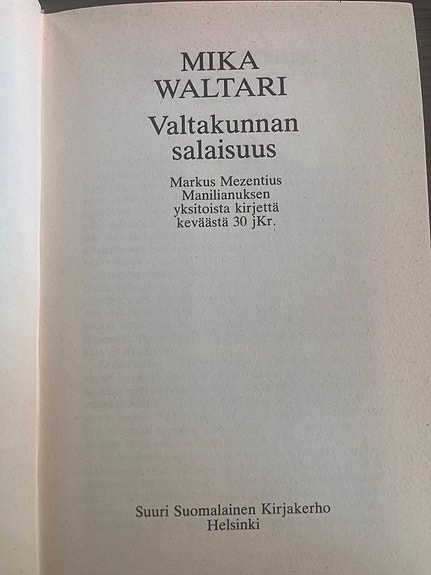 MIKA
WALTARI
Valtakunnan
salaisuus
Markus Mezentius
Manilianuksen
yksitoista kirjettä
keväästä 30 jKr.
Suuri Suomalainen Kirjakerho
Helsinki